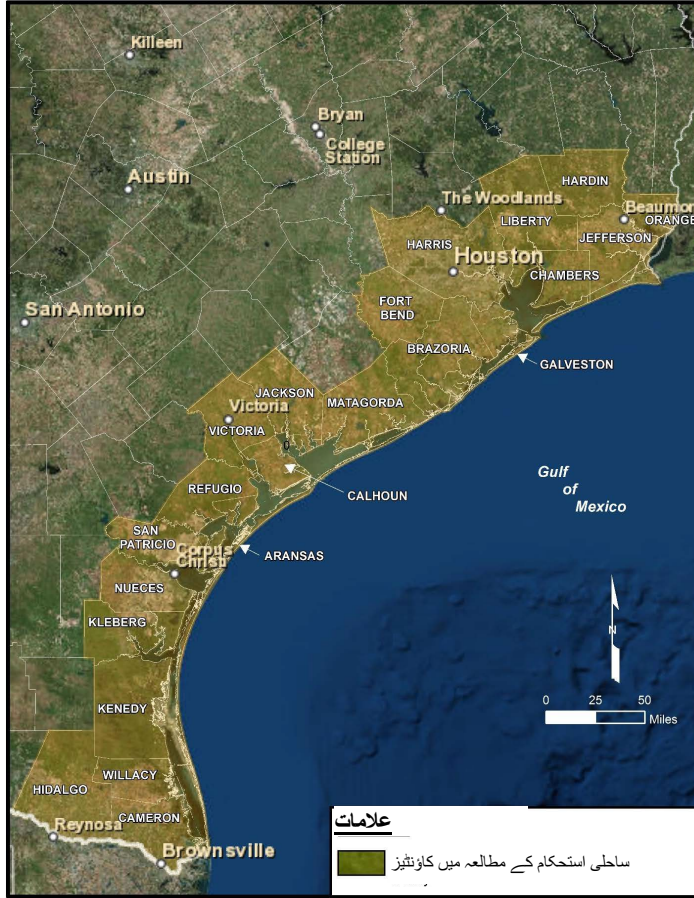 Killeen
Bryan
College
Station
Austin
HARDIN
The Woodlands
LIBERTY
Beaumon
ORANGE
HARRIS
JEFFERSON
Houston
CHAMBERS
San Antonio
FORT
BEND
BRAZORIA
GALVESTON
JACKSON
MATAGORDA
Victoria
VICTORIA
0
Gulf
of
Mexico
REFUGIO
CALHOUN
SAN
PATRICIO
Corpus
Christi
ARANSAS
NUECES
KLEBERG
N
KENEDY
0 25 50
Miles
WILLACY
HIDALGO
CAMERON
Reynosa
Brownsville
علامات
ساحلی استحکام کے مطالعہ میں کاؤنٹیز